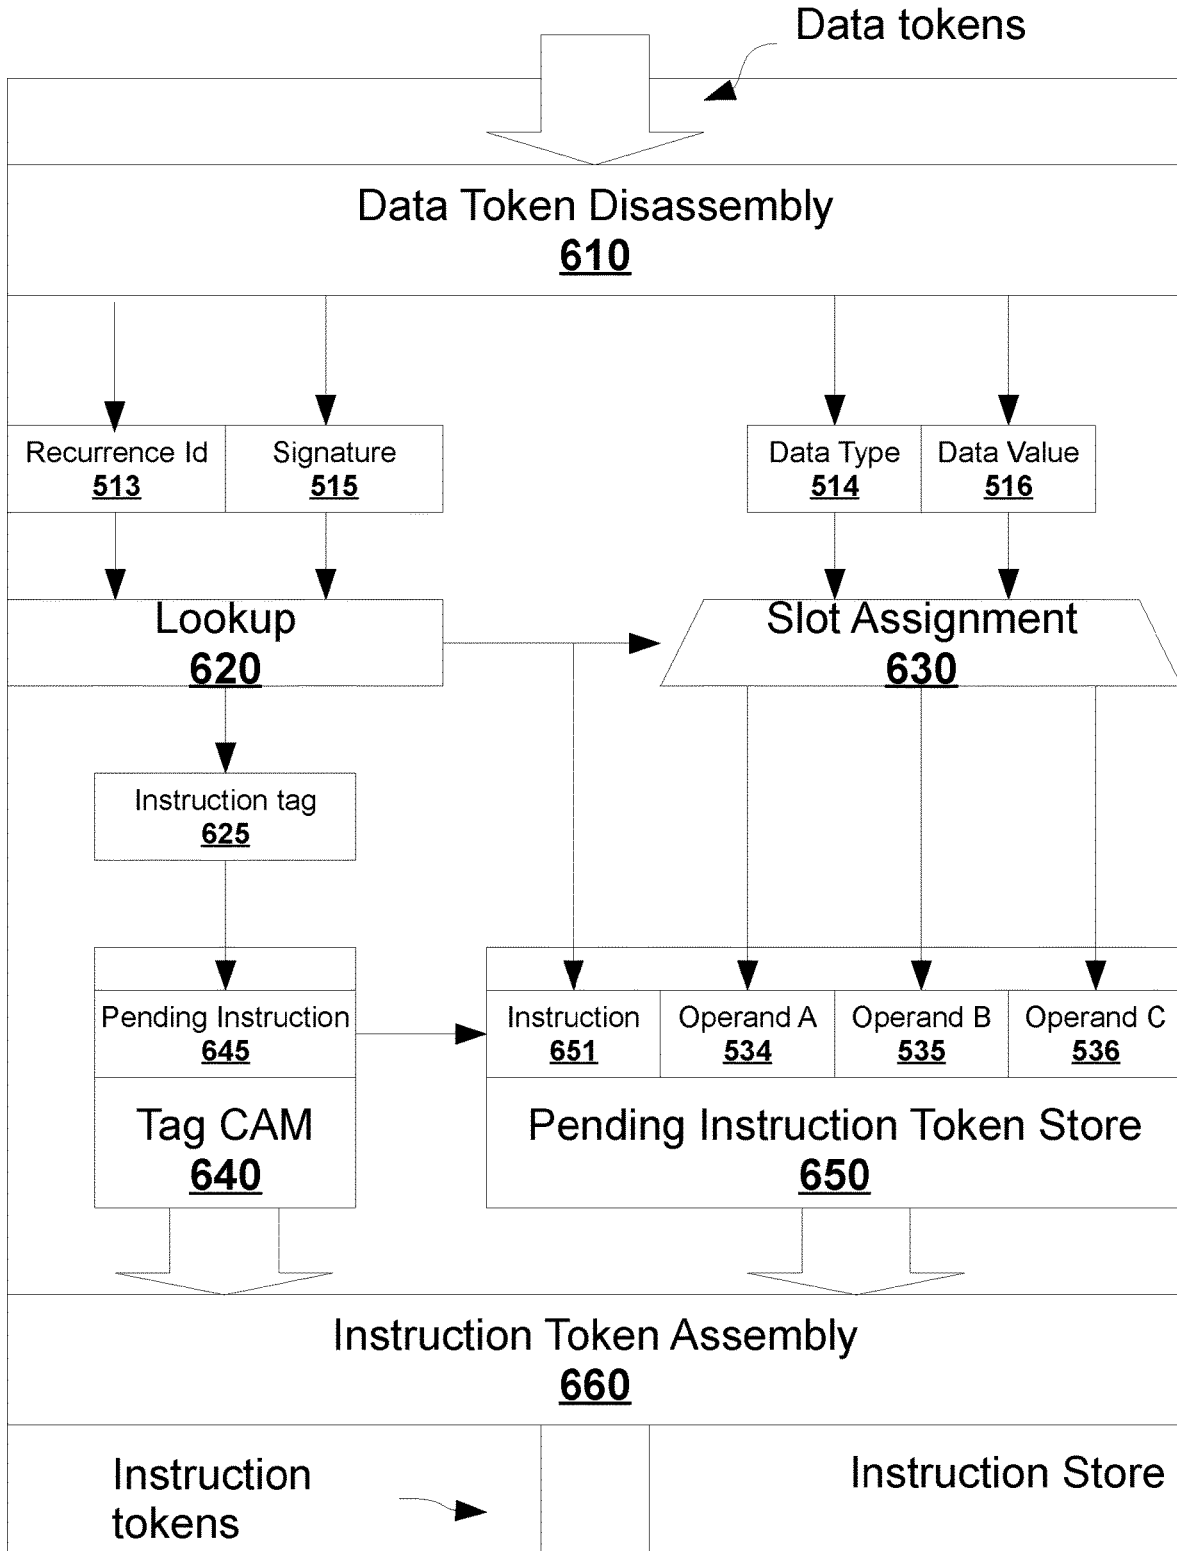 Data tokens
Data Token Disassembly
610
Recurrence Id
513
Signature
515
Data Type
514
Data Value
516
Lookup
620
Slot Assignment
630
Instruction tag
625
Pending Instruction
645
Instruction
651
Operand A
534
Operand B
535
Operand C
536
Tag CAM
640
Pending Instruction Token Store
650
Instruction Token Assembly
660
Instruction
tokens
Instruction Store